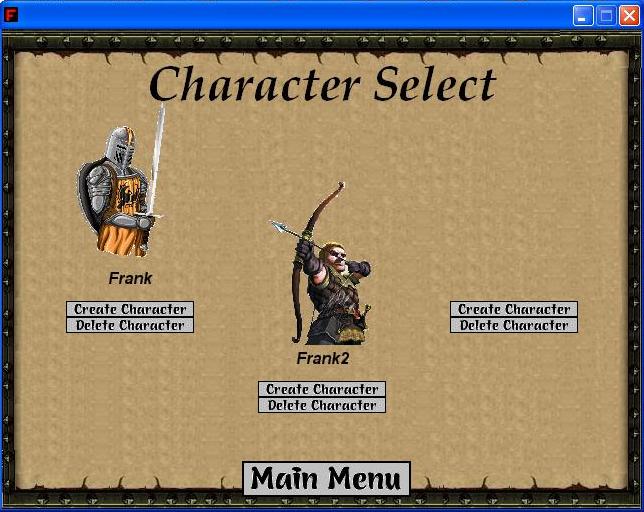 Character Select
Frank
Create Character
Delete Character
Frank2
Create Character
Delete Character
Create Character
Delete Character
Main Menu